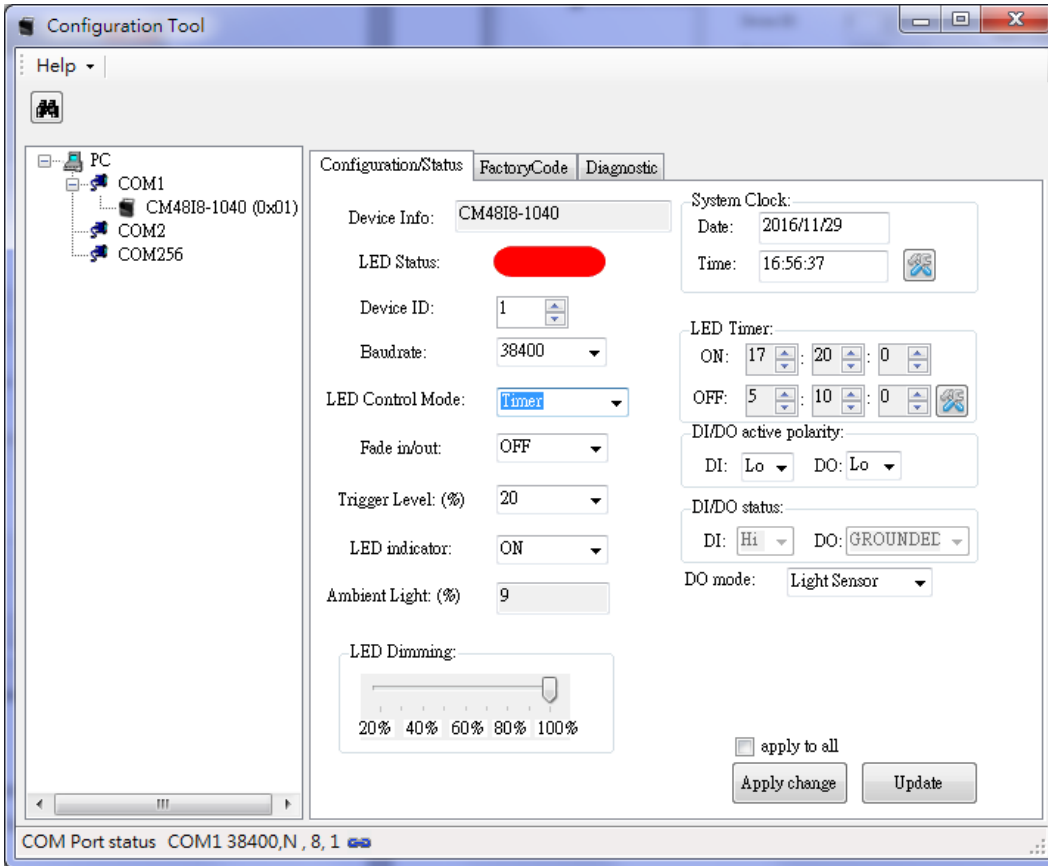 Configuration Tool
Help
PC
COM1
CM48I8-1040 (0x01)
COM2
COM256
Configuration/Status FactoryCode Diagnostic
Device Info: CM48I8-1040
LED Status:
Device ID: 1
Baudrate: 38400
LED Control Mode: Timer
Fade in/out: OFF
Trigger Level: (%) 20
LED indicator: ON
Ambient Light: (%) 9
LED Dimming:
20% 40% 60% 80% 100%
System Clock:
Date: 2016/11/29
Time: 16:56:37
LED Timer:
ON: 17 : 20 : 0
OFF: 5 : 10 : 0
DI/DO active polarity:
DI: Lo DO: Lo
DI/DO status:
DI: Hi DO: GROUNDED
DO mode: Light Sensor
apply to all
Apply change Update
COM Port status COM1 38400,N , 8, 1